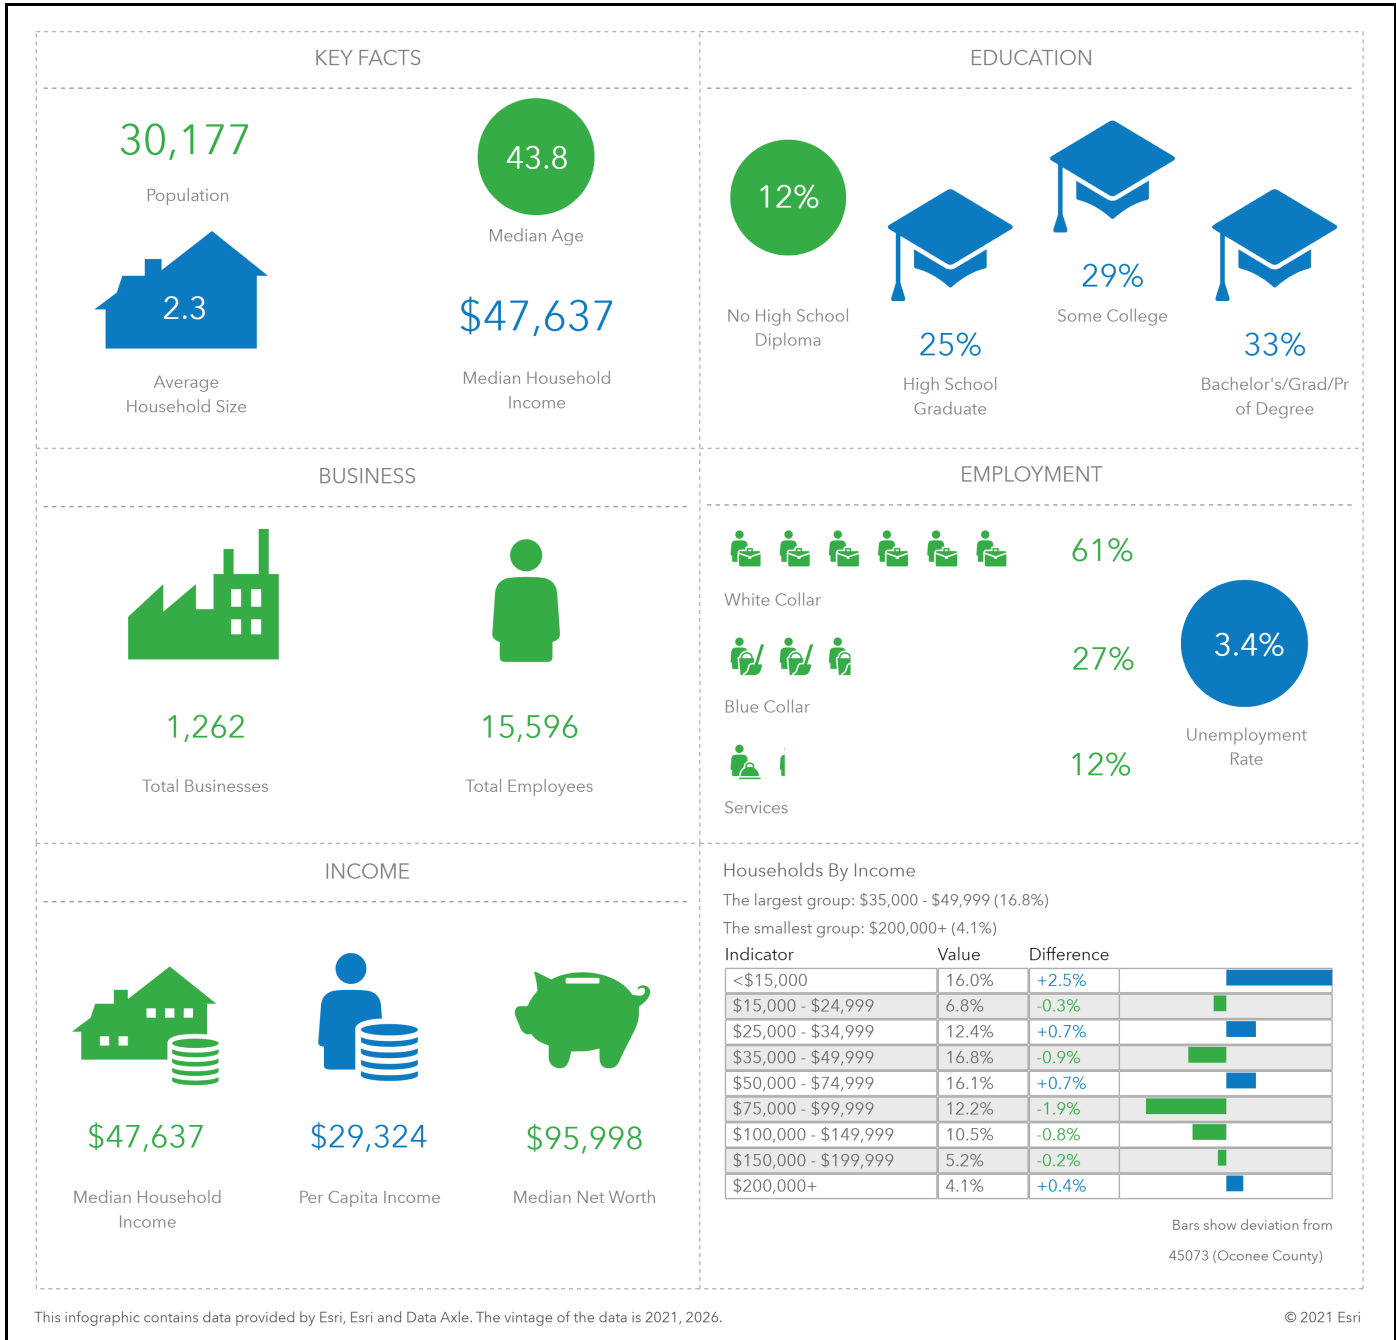 KEY FACTS
30,177
Population
43.8
Median Age
2.3
Average
Household Size
$47,637
Median Household
Income
EDUCATION
12%
No High School
Diploma
25%
High School
Graduate
29%
Some College
33%
Bachelor's/Grad/Pr
of Degree
BUSINESS
1,262
Total Businesses
15,596
Total Employees
EMPLOYMENT
61%
White Collar
27%
Blue Collar
12%
Services
3.4%
Unemployment
Rate
INCOME
$47,637
Median Household
Income
$29,324
Per Capita Income
$95,998
Median Net Worth
Households By Income
The largest group: $35,000 - $49,999 (16.8%)
The smallest group: $200,000+ (4.1%)
Indicator Value Difference
<$15,000 16.0% +2.5%
$15,000 - $24,999 6.8% -0.3%
$25,000 - $34,999 12.4% +0.7%
$35,000 - $49,999 16.8% -0.9%
$50,000 - $74,999 16.1% +0.7%
$75,000 - $99,999 12.2% -1.9%
$100,000 - $149,999 10.5% -0.8%
$150,000 - $199,999 5.2% -0.2%
$200,000+ 4.1% +0.4%
Bars show deviation from
45073 (Oconee County)
This infographic contains data provided by Esri, Esri and Data Axle. The vintage of the data is 2021, 2026.
© 2021 Esri